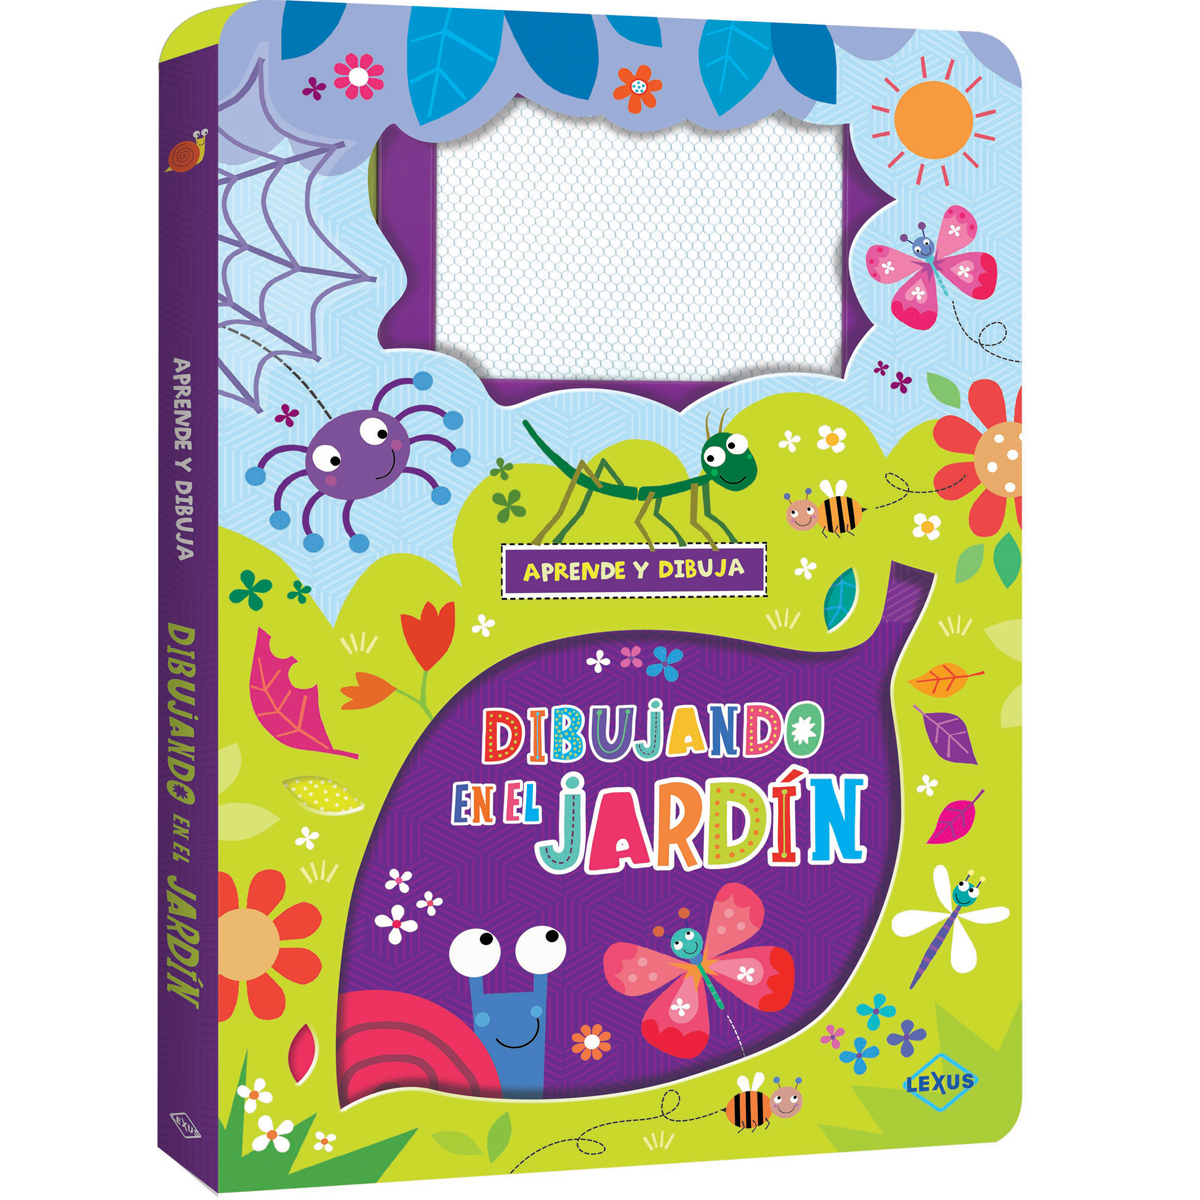 APRENDE Y DIBUJA
DIBUJANDO
EN EL JARDÍN
LEXUS
APRENDE Y DIBUJA
DIBUJANDO EN EL JARDÍN
LEXUS